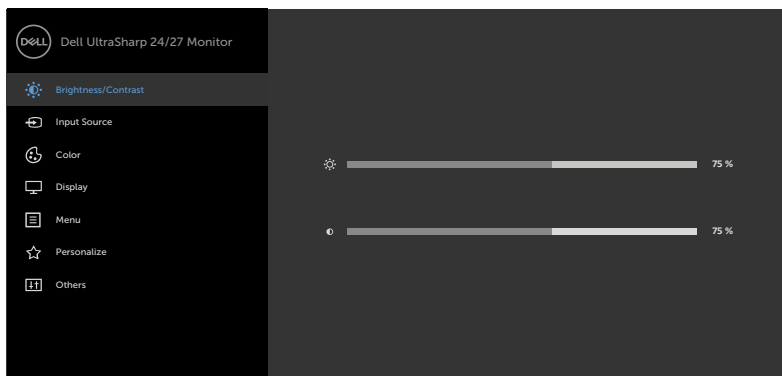 DELL Dell UltraSharp 24/27 Monitor
Brightness/Contrast
Input Source
Color
Display
Menu
Personalize
Others
75 %
75 %